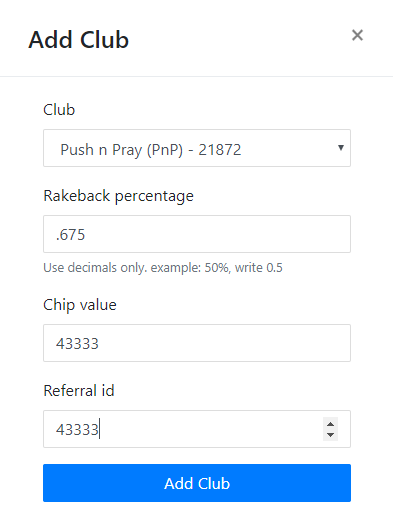 Add Club
×
Club
Push n Pray (PnP) - 21872
Rakeback percentage
.675
Use decimals only. example: 50%, write 0.5
Chip value
43333
Referral id
43333
Add Club